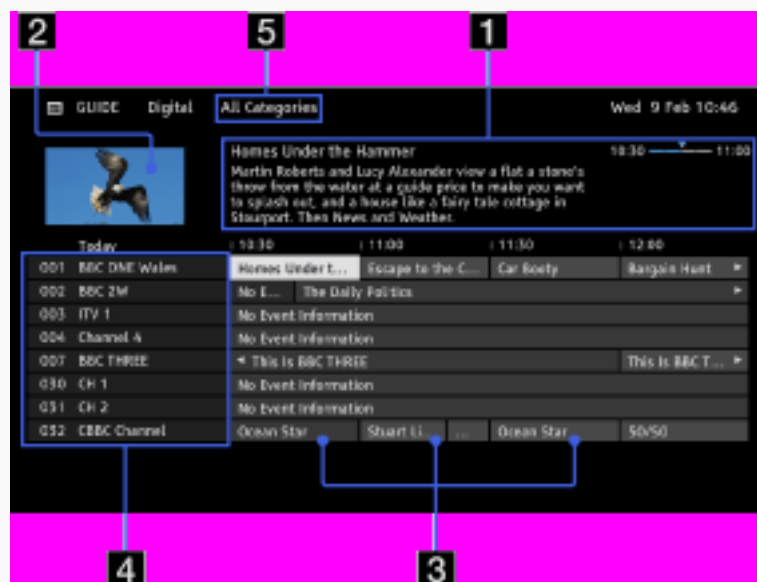 2
5
1
GUIDE Digital All Categories Wed 9 Feb 10:46
Homes Under the Hammer 10:30 11:00
Martin Roberts and Lucy Alexander view a flat a stone's
throw from the water at a guide price to make you want
to splash out, and a house like a fairy tale cottage in
Stourport. Then News and Weather.
Today 10:30 11:00 11:30 12:00
001 BBC ONE Wales Homes Under t... Escape to the C... Car Booty Bargain Hunt
002 BBC 2W No E... The Daily Politics
003 ITV 1 No Event Information
004 Channel 4 No Event Information
007 BBC THREE This is BBC THREE This is BBC T...
030 CH 1 No Event Information
031 CH 2 No Event Information
032 CBBC Channel Ocean Star Stuart Li... ... Ocean Star 50/50
4
3